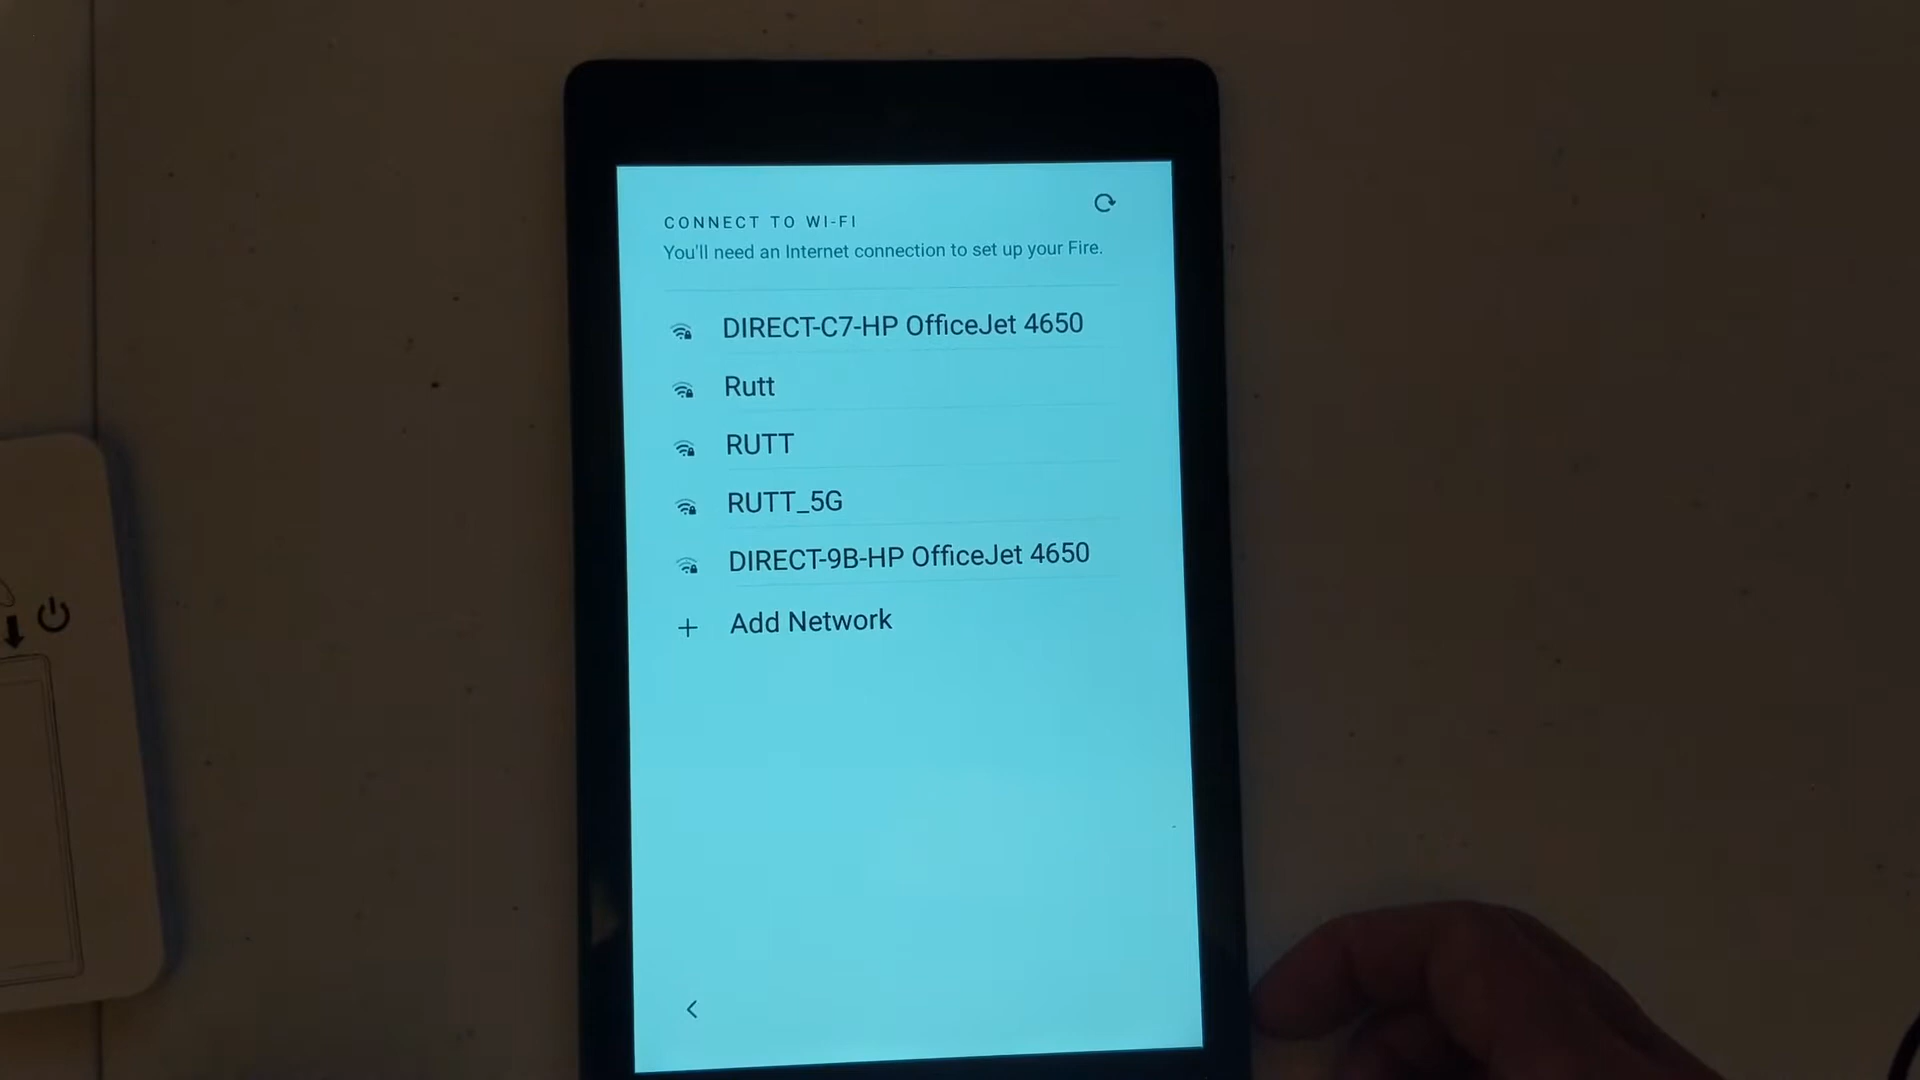 CONNECT TO WI-FI
You'll need an Internet connection to set up your Fire.
DIRECT-C7-HP OfficeJet 4650
Rutt
RUTT
RUTT_5G
DIRECT-9B-HP OfficeJet 4650
Add Network